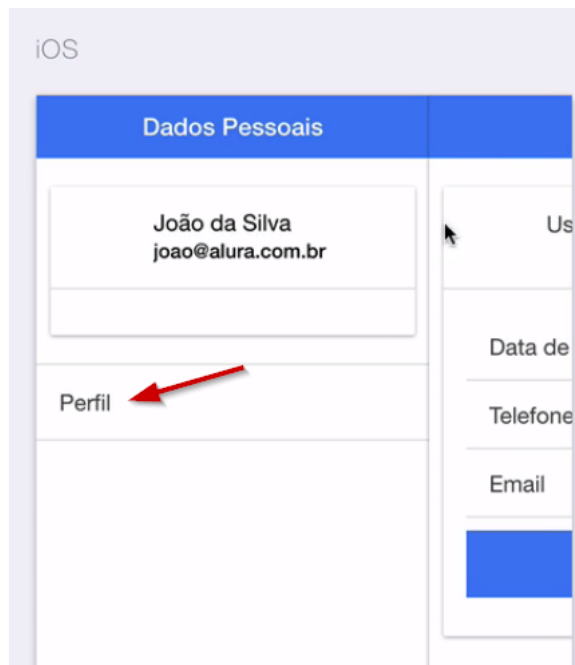 iOS
Dados Pessoais
João da Silva
joao@alura.com.br
Perfil
Us
Data de
Telefone
Email